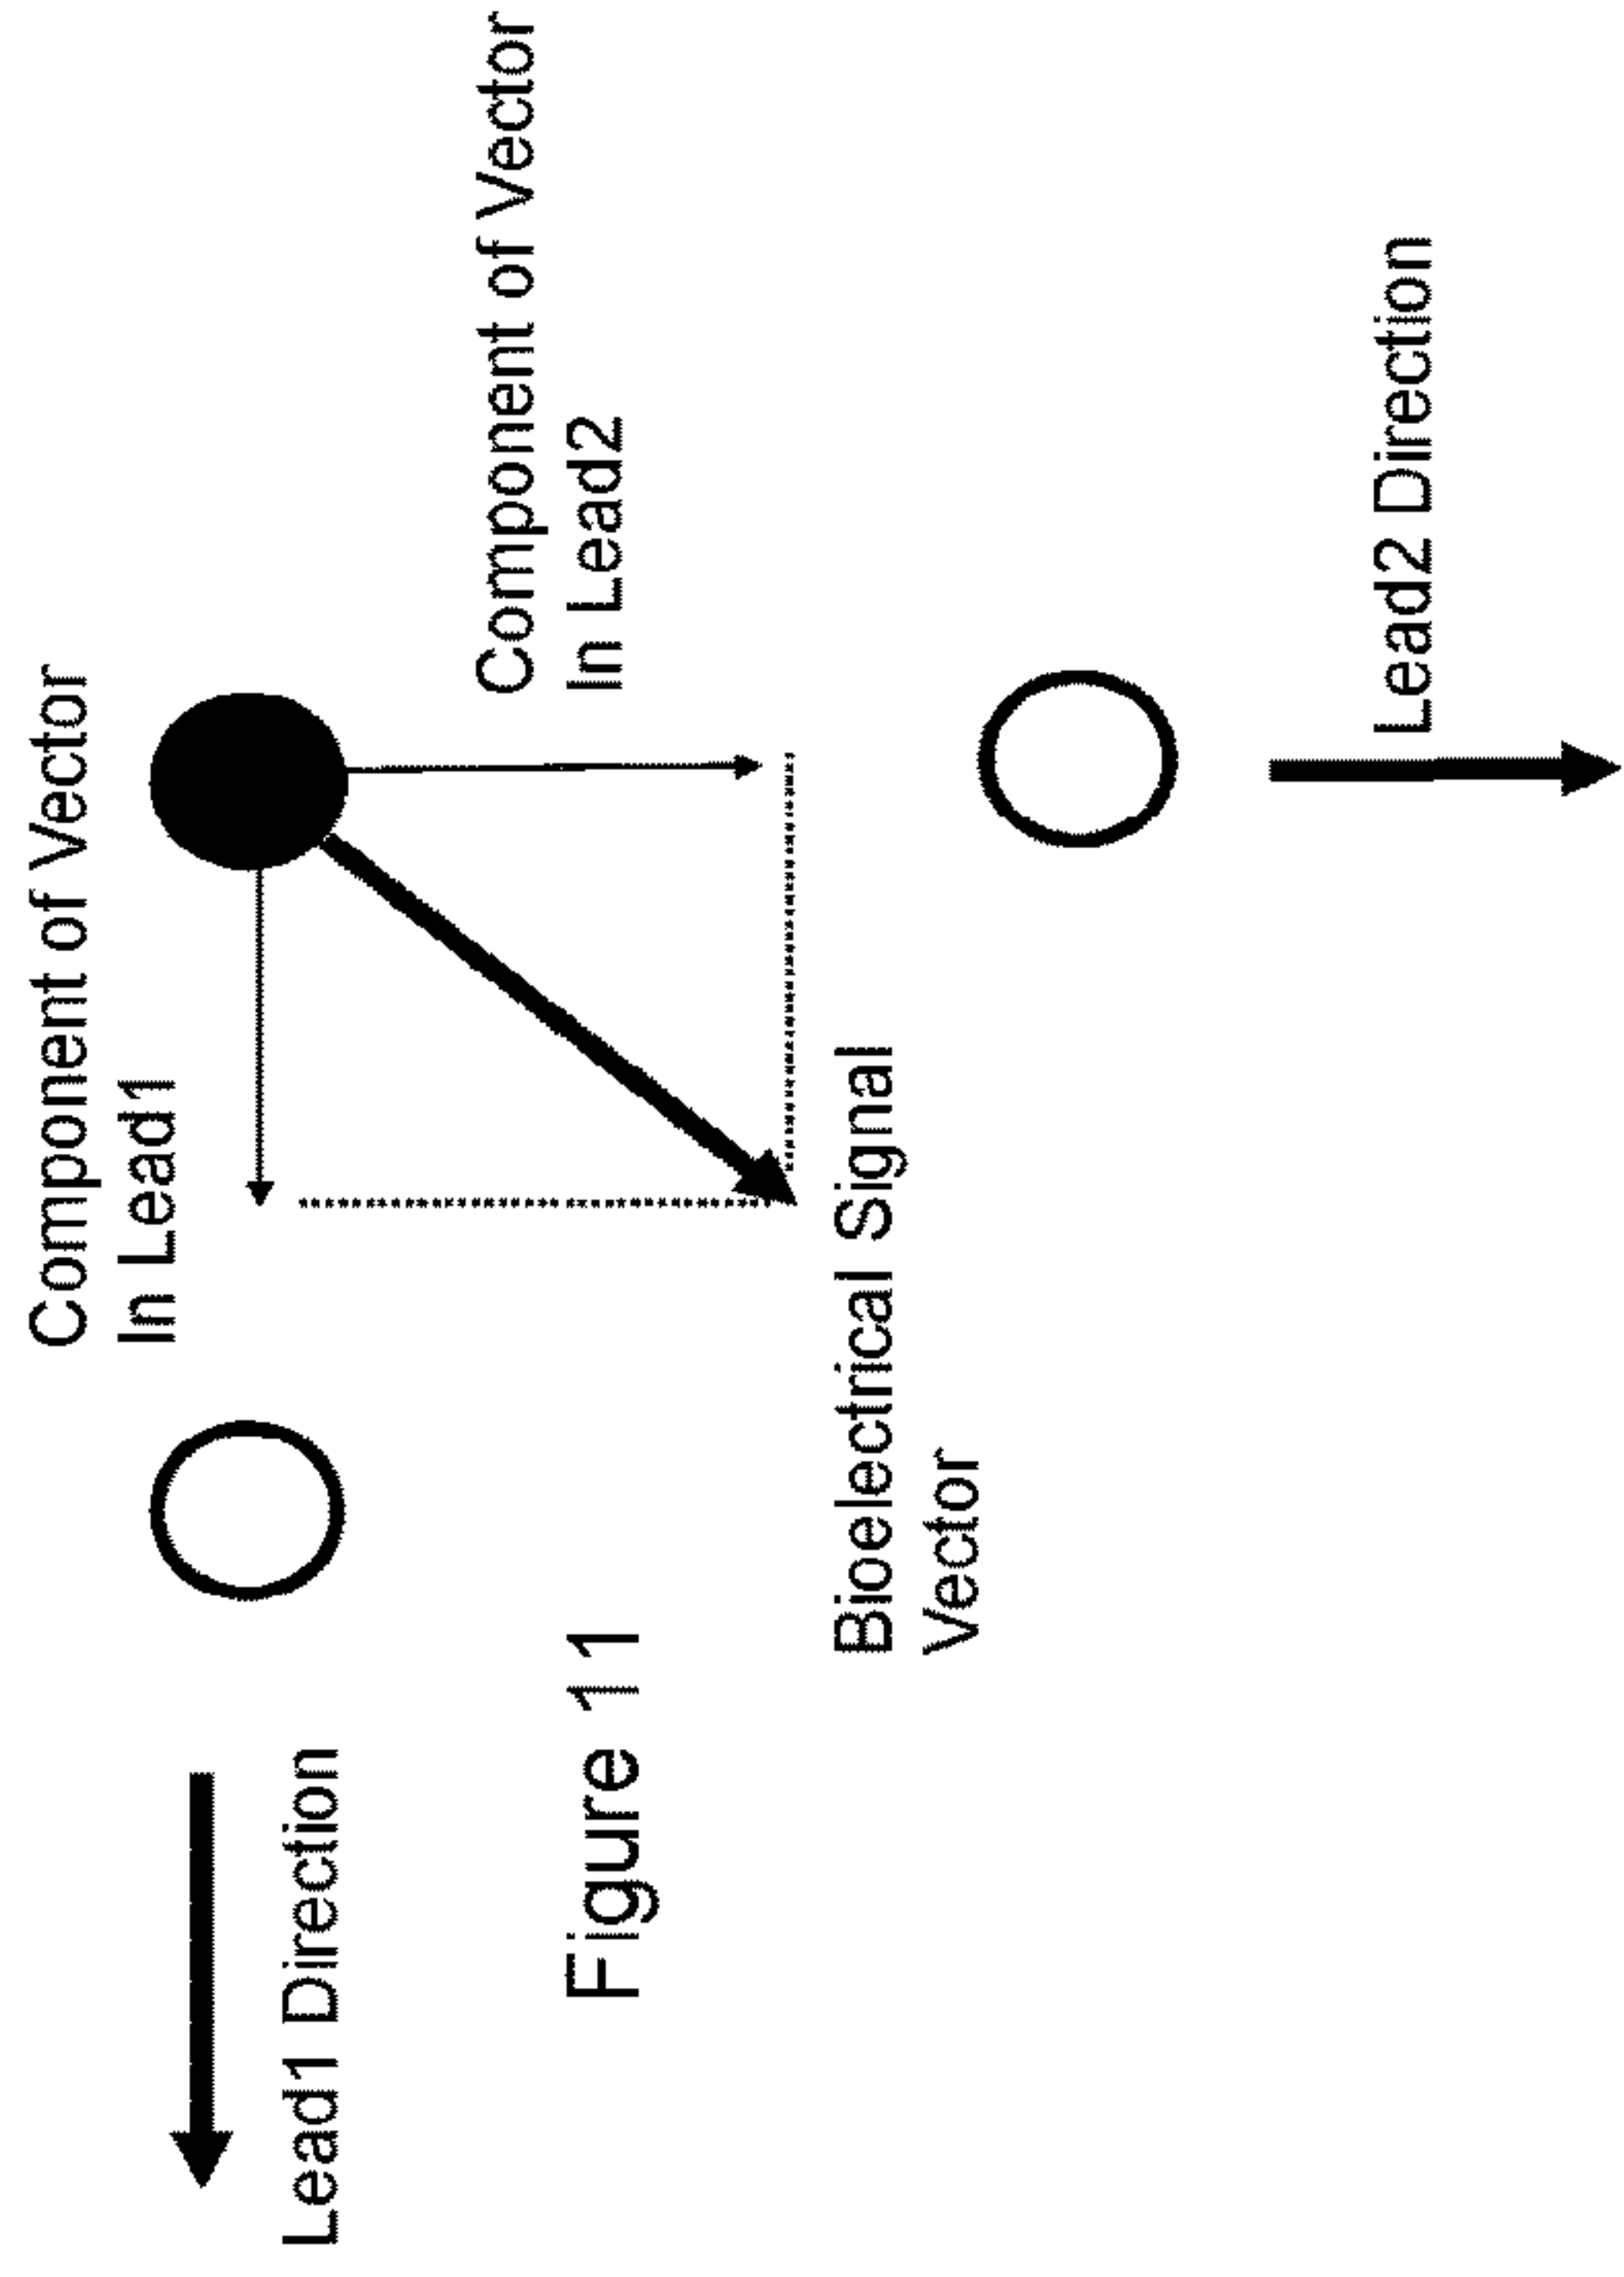 Component of Vector
In Lead1
Lead1 Direction
Component of Vector
In Lead2
Figure 11
Bioelectrical Signal
Vector
Lead2 Direction